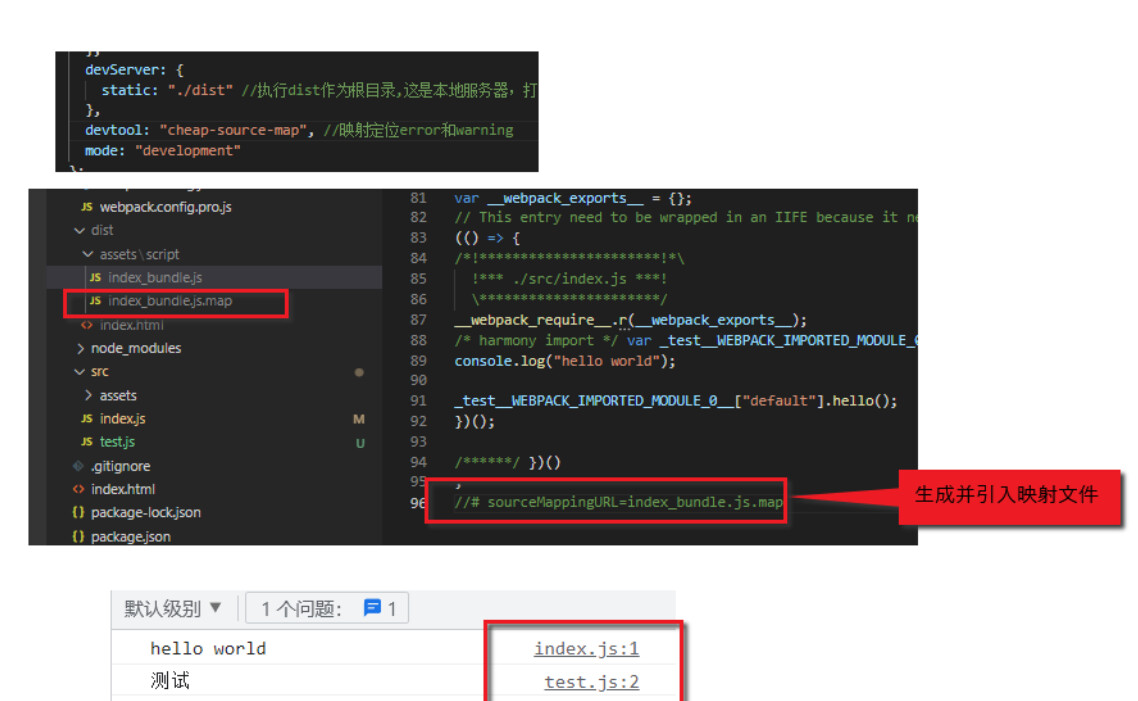 devServer: {
static: "./dist" //执行dist作为根目录,这是本地服务器，打
},
devtool: "cheap-source-map", //映射定位error和warning
mode: "development"
};
JS webpack.config.pro.js
dist
assets\script
JS index_bundle.js
JS index_bundle.js.map
<> index.html
node_modules
src
assets
JS index.js M
JS test.js U
.gitignore
<> index.html
{} package-lock.json
{} package.json
81 var __webpack_exports__ = {};
82 // This entry need to be wrapped in an IIFE because it ne
83 (() => {
84 /*!**********************!*\
85 !*** ./src/index.js ***!
86 \**********************/
87 __webpack_require__.r(__webpack_exports__);
88 /* harmony import */ var _test__WEBPACK_IMPORTED_MODULE_0
89 console.log("hello world");
90
91 _test__WEBPACK_IMPORTED_MODULE_0__["default"].hello();
92 })();
93
94 /******/ })()
95 ;
96 //# sourceMappingURL=index_bundle.js.map
生成并引入映射文件
默认级别 ▼ 1 个问题: 1
hello world index.js:1
测试 test.js:2